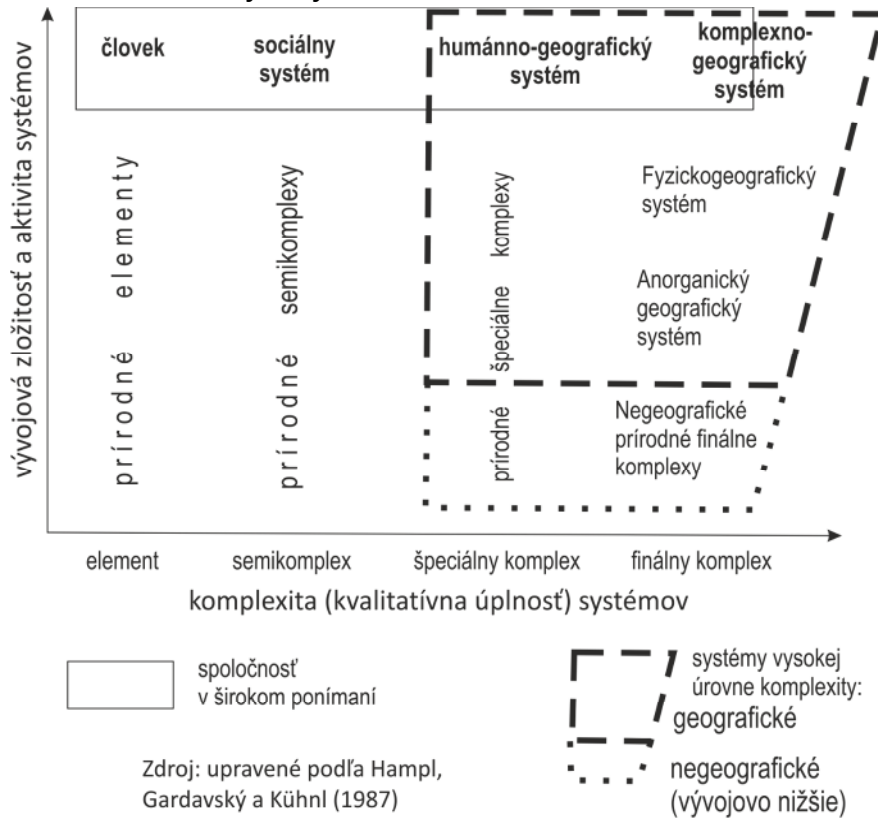 človek
sociálny
systém
humánno-geografický
systém
komplexno-
geografický
systém
vývojová zložitosť a aktivita systémov
prírodné elementy
prírodné semikomplexy
prírodné špeciálne komplexy
Fyzickogeografický
systém
Anorganický
geografický
systém
Negeografické
prírodné finálne
komplexy
element
semikomplex
špeciálny komplex
finálny komplex
komplexita (kvalitatívna úplnosť) systémov
spoločnosť
v širokom ponímaní
systémy vysokej
úrovne komplexity:
geografické
negeografické
(vývojovo nižšie)
Zdroj: upravené podľa Hampl,
Gardavský a Kühnl (1987)